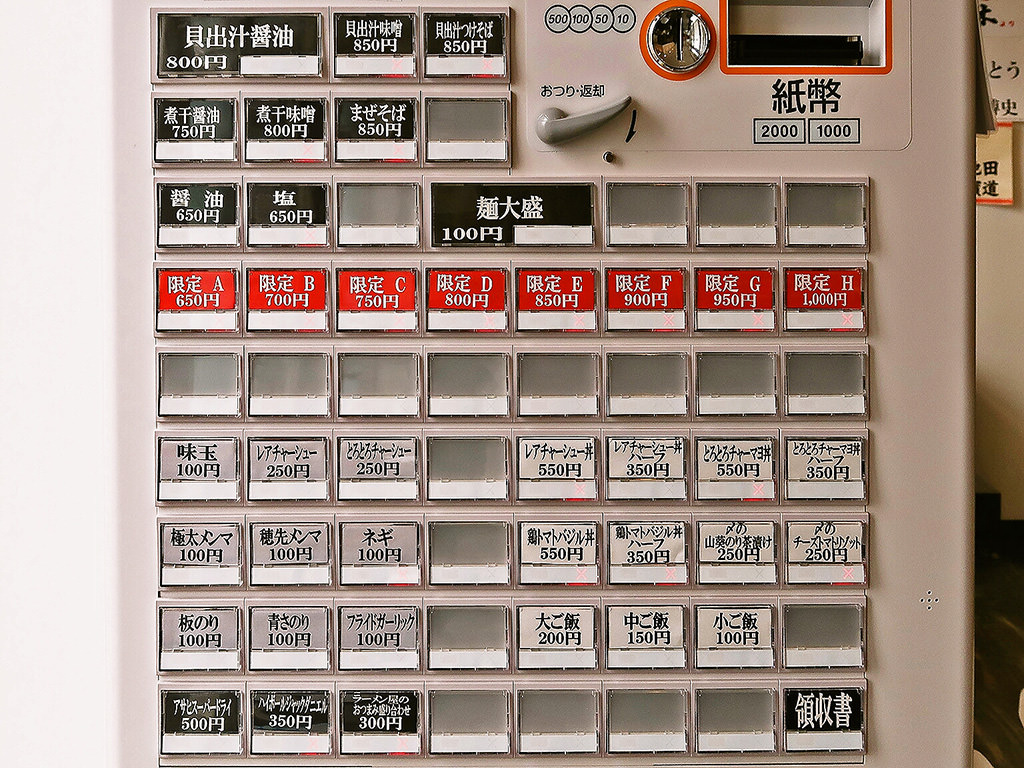 500 100 50 10
おつり・返却
紙幣
2000 1000
貝出汁醤油
800円
貝出汁味噌
850円
貝出汁つけそば
850円
煮干醤油
750円
煮干味噌
800円
まぜそば
850円
醤油
650円
塩
650円
麺大盛
100円
限定 A
650円
限定 B
700円
限定 C
750円
限定 D
800円
限定 E
850円
限定 F
900円
限定 G
950円
限定 H
1,000円
味玉
100円
レアチャーシュー
250円
とろとろチャーシュー
250円
レアチャーシュー丼
550円
レアチャーシュー丼
ハーフ
350円
とろとろチャーマヨ丼
550円
とろとろチャーマヨ丼
ハーフ
350円
極太メンマ
100円
穂先メンマ
100円
ネギ
100円
鶏トマトバジル丼
550円
鶏トマトバジル丼
ハーフ
350円
〆の
山葵のり茶漬け
250円
〆の
チーズトマトリゾット
250円
板のり
100円
青さのり
100円
フライドガーリック
100円
大ご飯
200円
中ご飯
150円
小ご飯
100円
アサヒスーパードライ
500円
ハイボールジャックダニエル
350円
ラーメン屋の
おつまみ盛り合わせ
300円
領収書